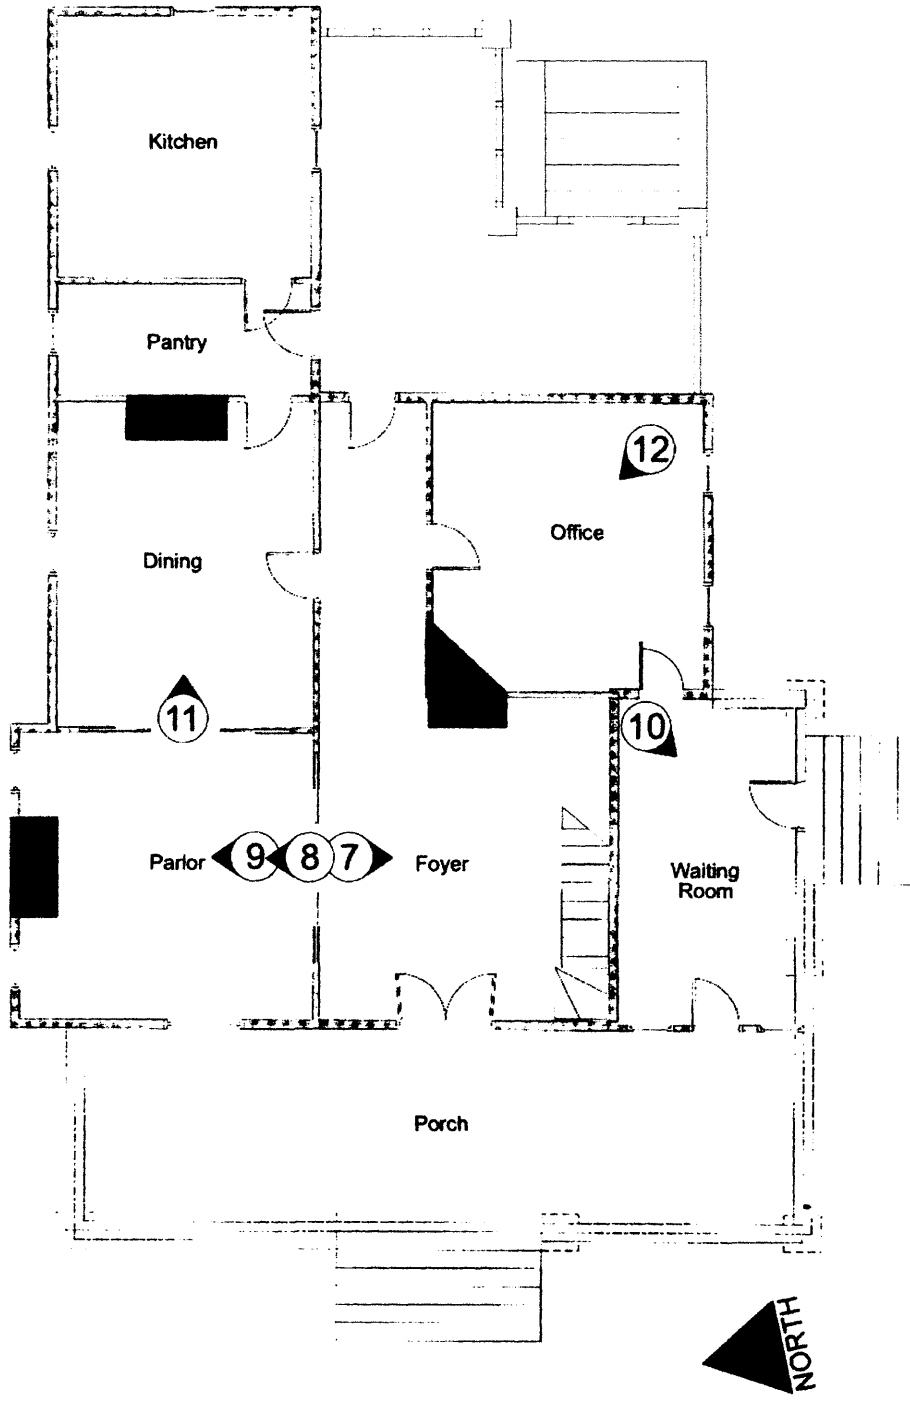 Kitchen
Pantry
12
Office
Dining
11
10
Parlor
9
8
7
Foyer
Waiting
Room
Porch
NORTH